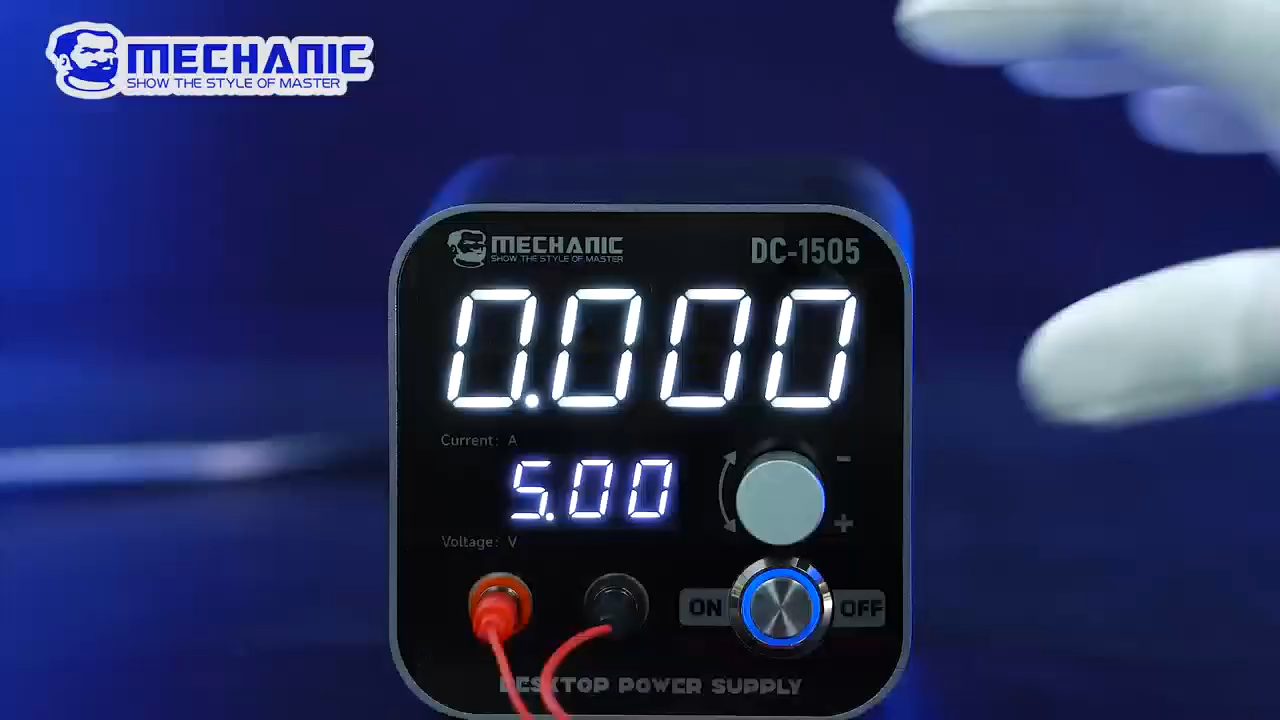 MECHANIC
SHOW THE STYLE OF MASTER
MECHANIC
SHOW THE STYLE OF MASTER
DC-1505
0.000
Current: A
5.00
-
+
Voltage: V
ON
OFF
DESKTOP POWER SUPPLY